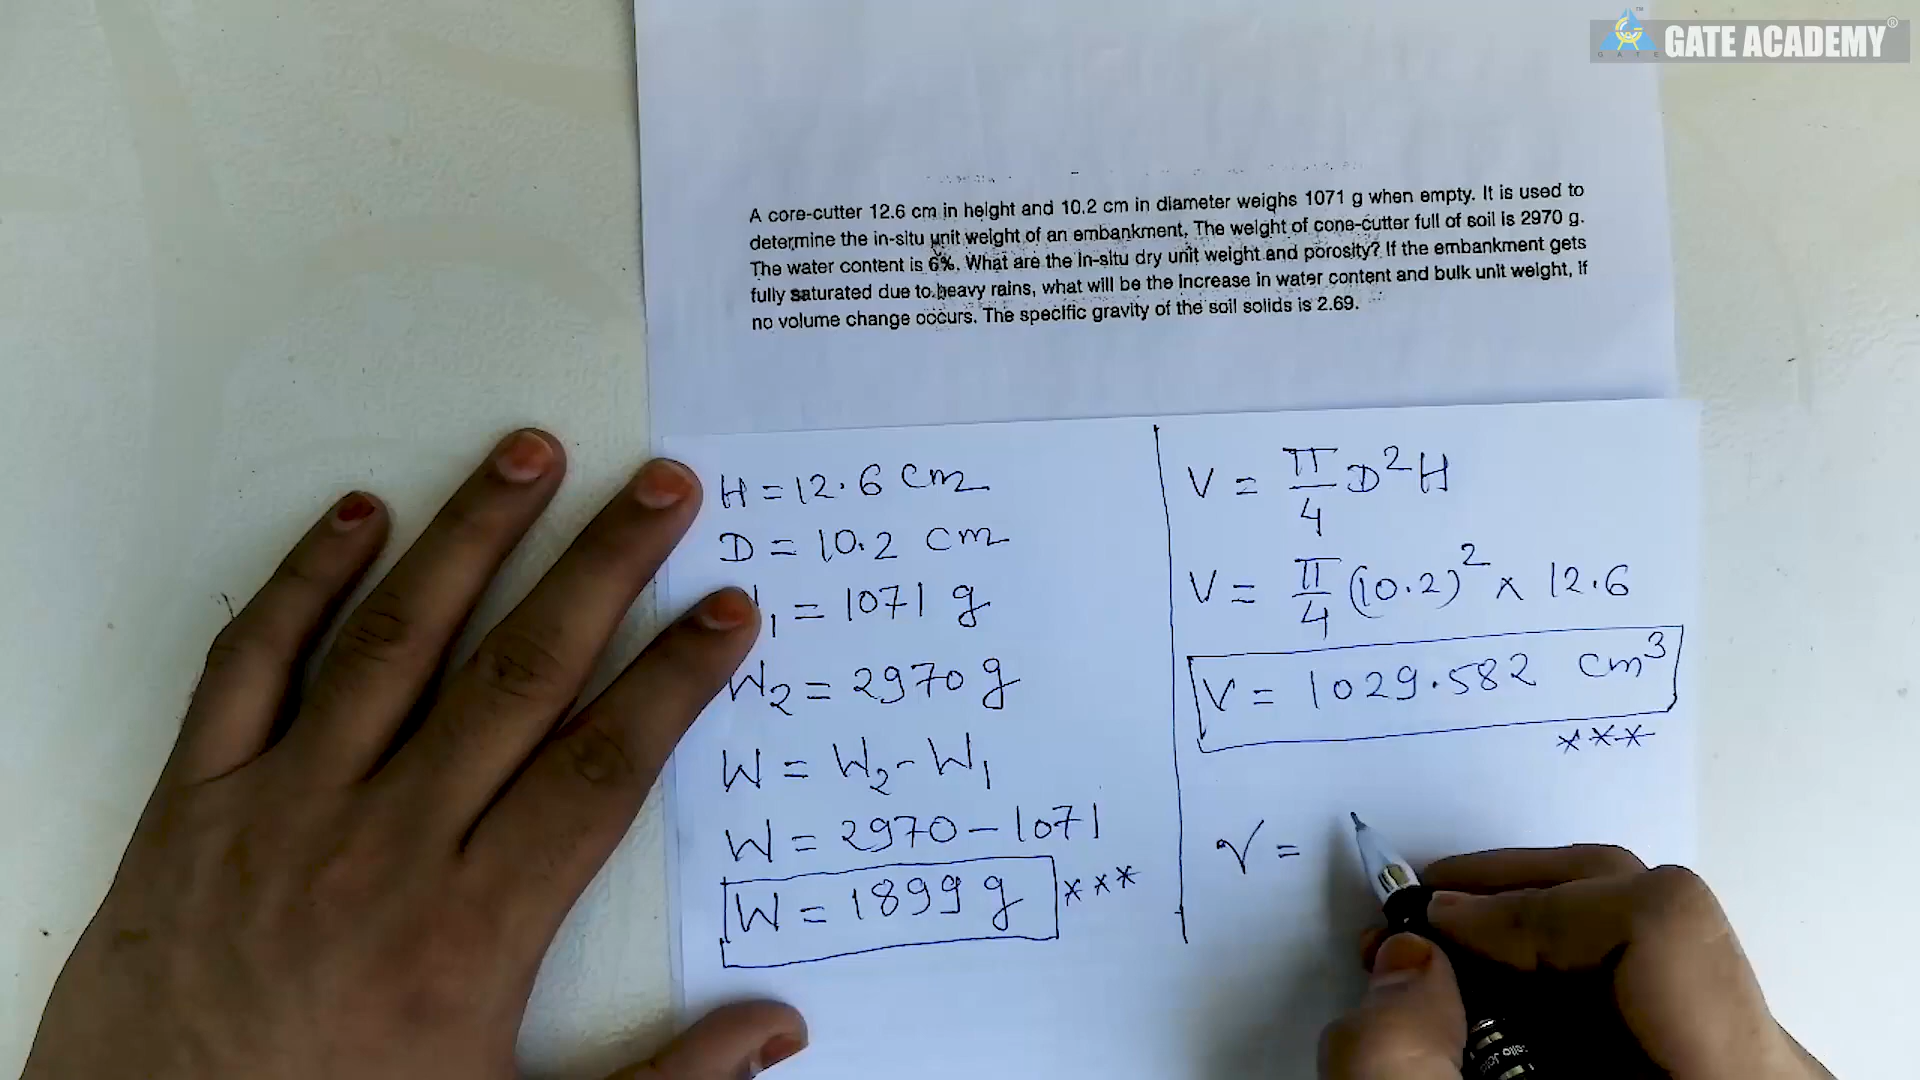 GATE ACADEMY®
A core-cutter 12.6 cm in height and 10.2 cm in diameter weighs 1071 g when empty. It is used to
determine the in-situ unit weight of an embankment. The weight of cone-cutter full of soil is 2970 g.
The water content is 6%. What are the in-situ dry unit weight and porosity? If the embankment gets
fully saturated due to heavy rains, what will be the increase in water content and bulk unit weight, if
no volume change occurs. The specific gravity of the soil solids is 2.69.
H = 12.6 cm
D = 10.2 cm
1 = 1071 g
W2 = 2970 g
W = W2 - W1
W = 2970 - 1071
W = 1899 g ***
V = π/4 D²H
V = π/4 (10.2)² × 12.6
V = 1029.582 cm³
***
γ =